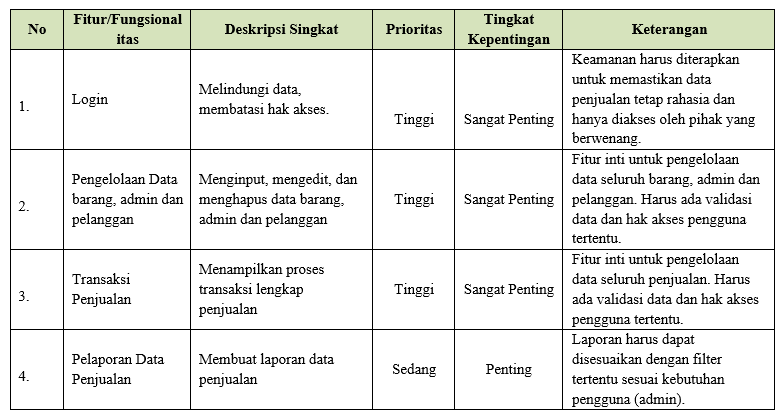 No
Fitur/Fungsional
itas
Deskripsi Singkat
Prioritas
Tingkat
Kepentingan
Keterangan
1.
Login
Melindungi data,
membatasi hak akses.
Tinggi
Sangat Penting
Keamanan harus diterapkan
untuk memastikan data
penjualan tetap rahasia dan
hanya diakses oleh pihak yang
berwenang.
2.
Pengelolaan Data
barang, admin dan
pelanggan
Menginput, mengedit, dan
menghapus data barang,
admin dan pelanggan
Tinggi
Sangat Penting
Fitur inti untuk pengelolaan
data seluruh barang, admin dan
pelanggan. Harus ada validasi
data dan hak akses pengguna
tertentu.
3.
Transaksi
Penjualan
Menampilkan proses
transaksi lengkap
penjualan
Tinggi
Sangat Penting
Fitur inti untuk pengelolaan
data seluruh penjualan. Harus
ada validasi data dan hak akses
pengguna tertentu.
4.
Pelaporan Data
Penjualan
Membuat laporan data
penjualan
Sedang
Penting
Laporan harus dapat
disesuaikan dengan filter
tertentu sesuai kebutuhan
pengguna (admin).